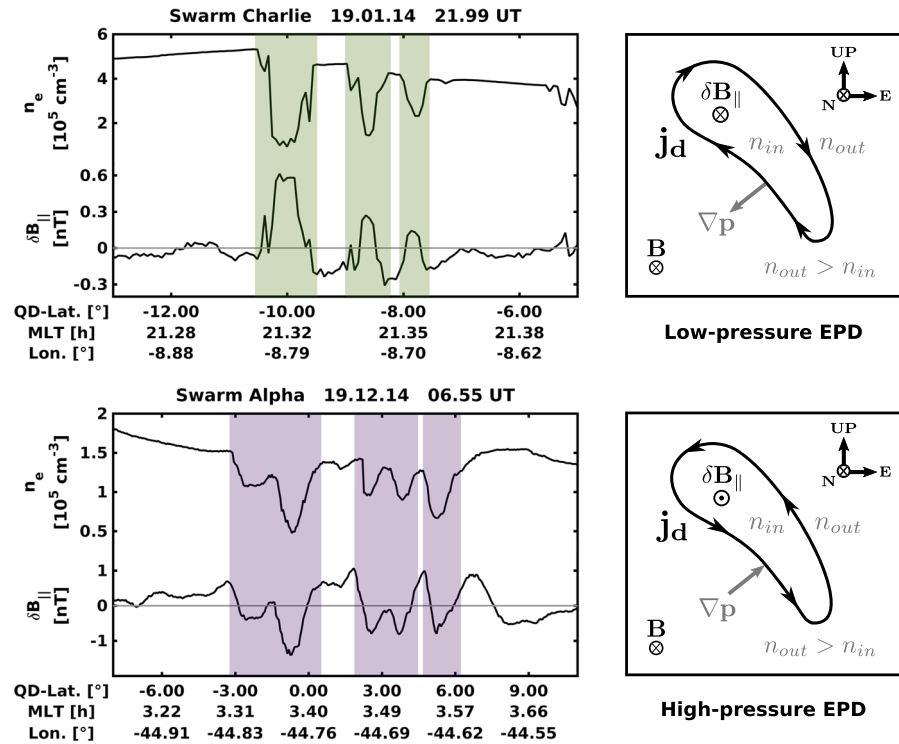 Swarm Charlie 19.01.14 21.99 UT
6
4
2
n_e [10^5 cm^-3]
0.6
0.3
0
-0.3
δB_∥ [nT]
QD-Lat. [°] -12.00 -10.00 -8.00 -6.00
MLT [h] 21.28 21.32 21.35 21.38
Lon. [°] -8.88 -8.79 -8.70 -8.62
UP
N E
δB_∥
j_d
n_in n_out
∇p
B
n_out > n_in
Low-pressure EPD
Swarm Alpha 19.12.14 06.55 UT
2
1.5
1
0.5
n_e [10^5 cm^-3]
1
0
-1
δB_∥ [nT]
QD-Lat. [°] -6.00 -3.00 0.00 3.00 6.00 9.00
MLT [h] 3.22 3.31 3.40 3.49 3.57 3.66
Lon. [°] -44.91 -44.83 -44.76 -44.69 -44.62 -44.55
UP
N E
δB_∥
j_d
n_in n_out
∇p
B
n_out > n_in
High-pressure EPD